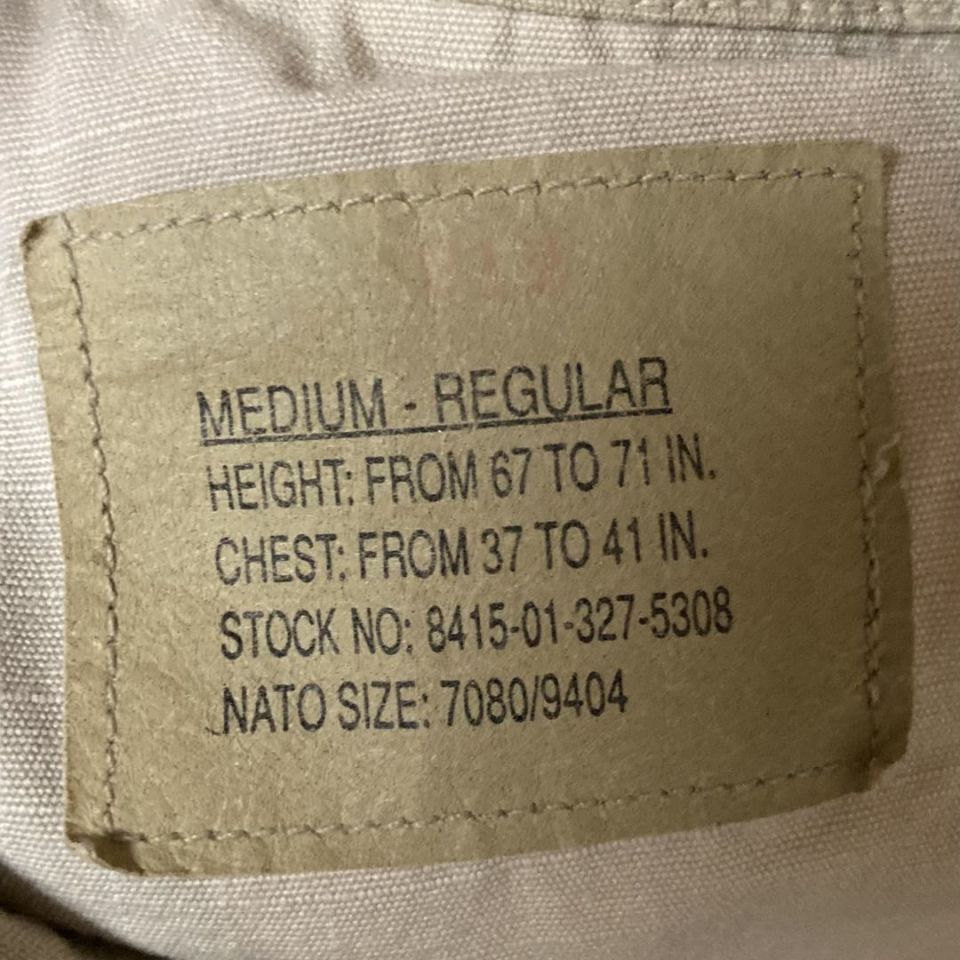 MEDIUM - REGULAR
HEIGHT: FROM 67 TO 71 IN.
CHEST: FROM 37 TO 41 IN.
STOCK NO: 8415-01-327-5308
NATO SIZE: 7080/9404